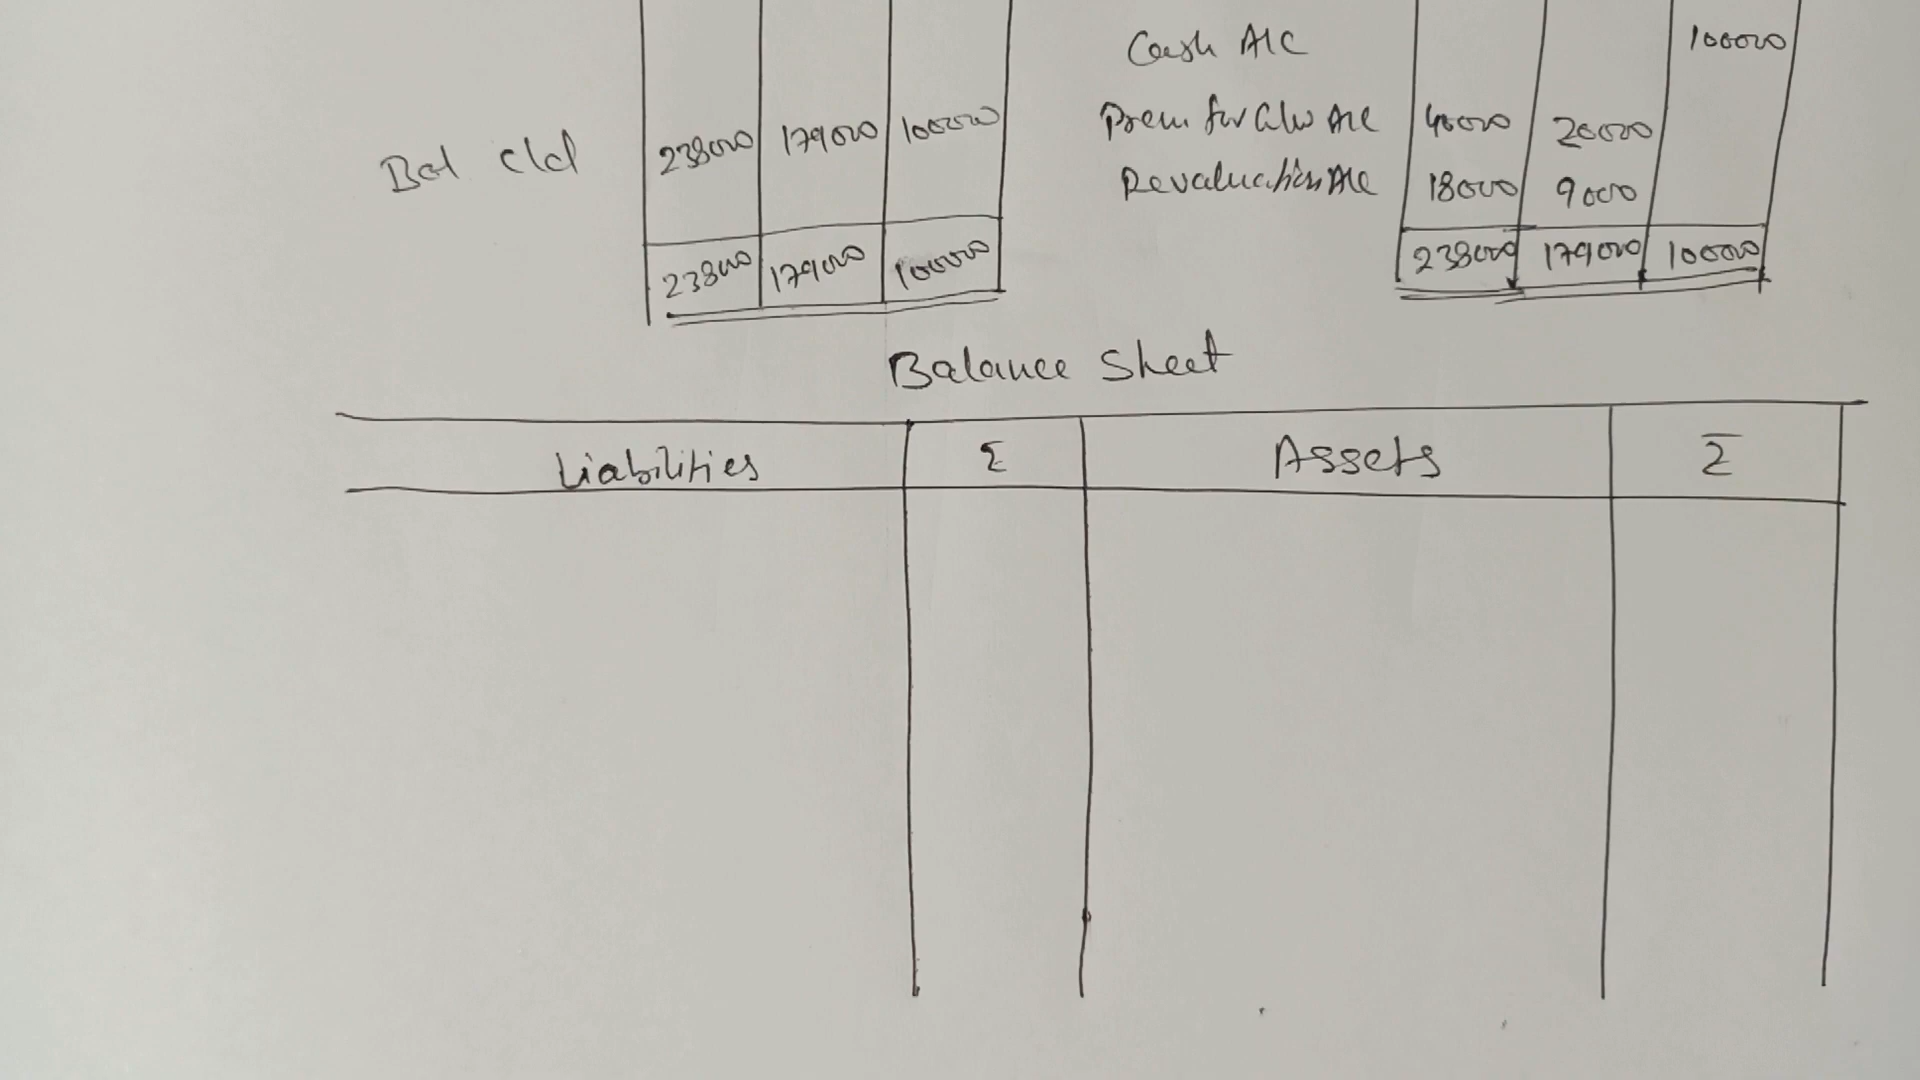 Cash A/C 100000
Bal c/d 238000 179000 100000 Prem for G/w A/c 40000 20000
Revaluation A/c 18000 9000
238000 179000 100000 238000 179000 100000
Balance Sheet
Liabilities Σ Assets Σ